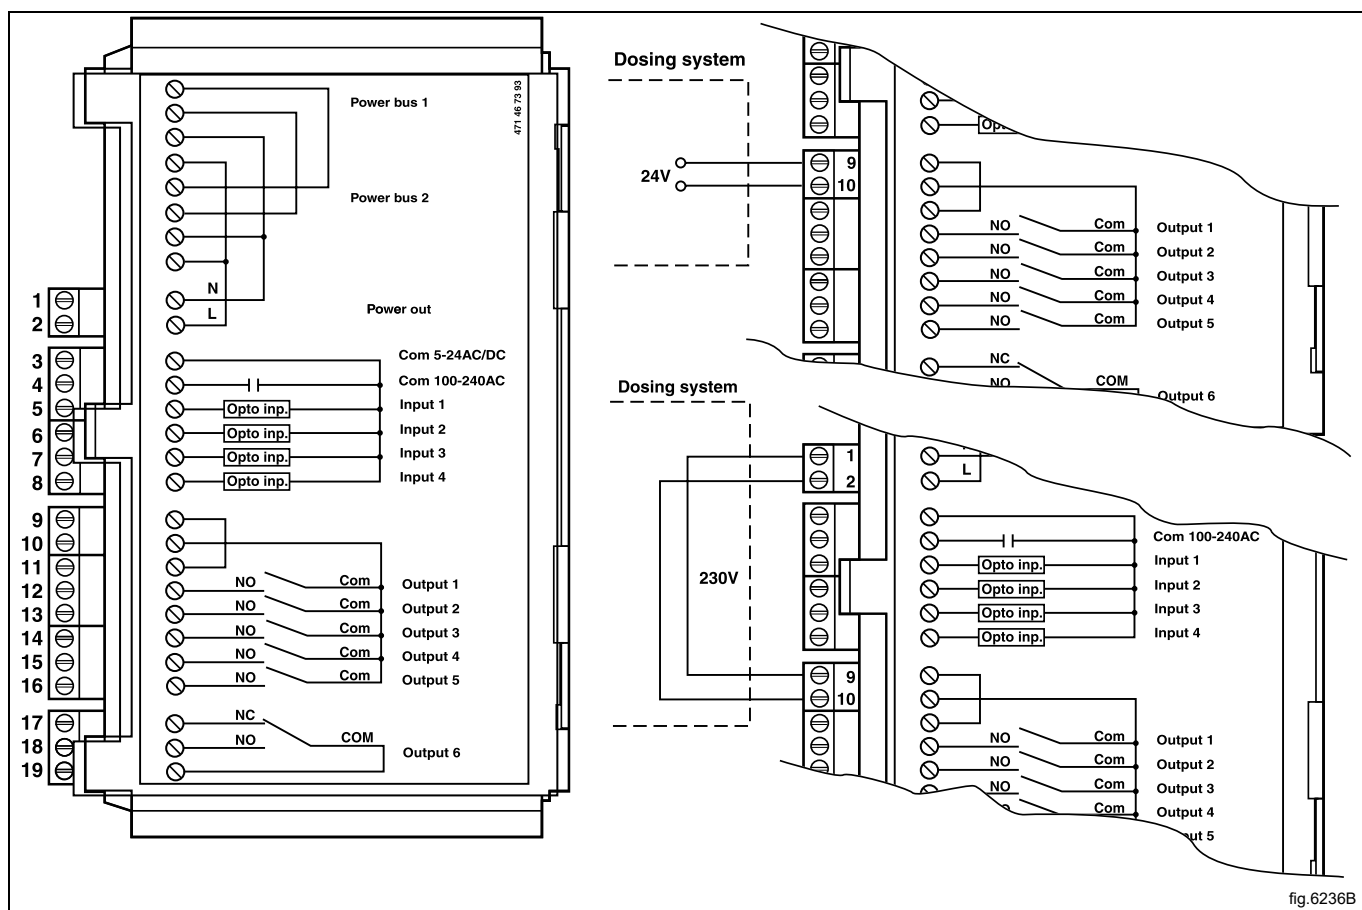 471 46 73 93
Power bus 1
Power bus 2
N
L
Power out
1
2
3
4
5
6
7
8
9
10
11
12
13
14
15
16
17
18
19
Com 5-24AC/DC
Com 100-240AC
Opto inp. Input 1
Opto inp. Input 2
Opto inp. Input 3
Opto inp. Input 4
NO Com Output 1
NO Com Output 2
NO Com Output 3
NO Com Output 4
NO Com Output 5
NC
NO COM Output 6
Dosing system
24V
9
10
NO Com Output 1
NO Com Output 2
NO Com Output 3
NO Com Output 4
NO Com Output 5
NC
NO COM Output 6
Dosing system
230V
1
2
L
Com 100-240AC
Opto inp. Input 1
Opto inp. Input 2
Opto inp. Input 3
Opto inp. Input 4
9
10
NO Com Output 1
NO Com Output 2
NO Com Output 3
Com Output 4
fig.6236B